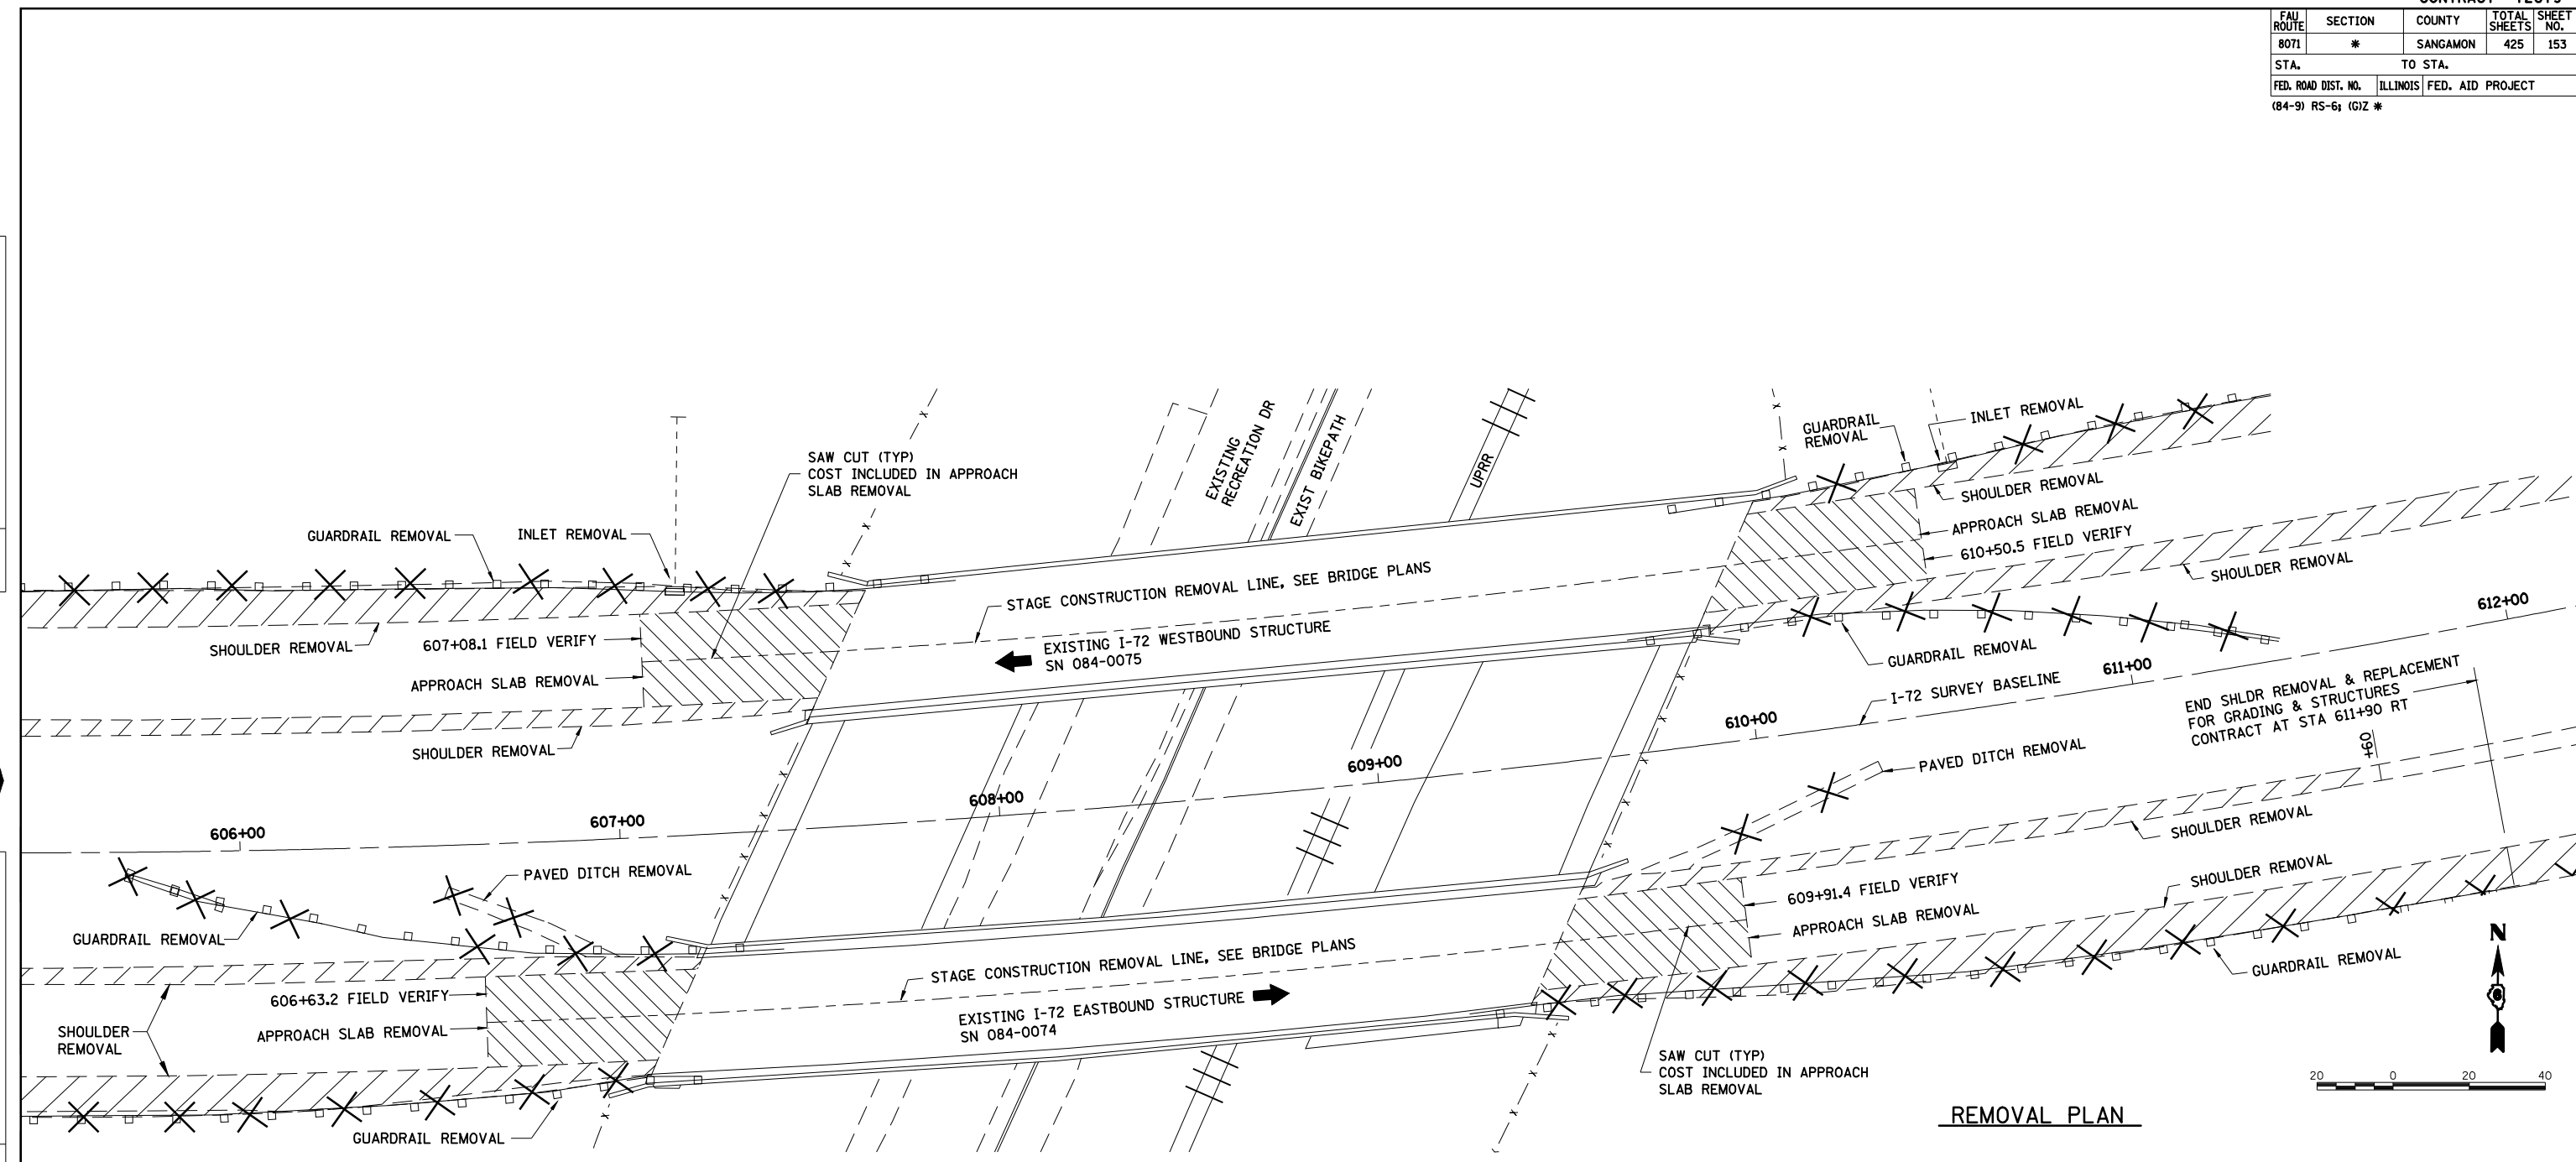 FAU ROUTE SECTION COUNTY TOTAL SHEETS SHEET NO.
8071 * SANGAMON 425 153
STA. TO STA.
FED. ROAD DIST. NO. ILLINOIS FED. AID PROJECT
(84-9) RS-6; (G)Z *
SAW CUT (TYP)
COST INCLUDED IN APPROACH
SLAB REMOVAL
EXISTING
RECREATION DR
EXIST BIKEPATH
UPRR
GUARDRAIL
REMOVAL
INLET REMOVAL
SHOULDER REMOVAL
APPROACH SLAB REMOVAL
610+50.5 FIELD VERIFY
SHOULDER REMOVAL
GUARDRAIL REMOVAL
INLET REMOVAL
STAGE CONSTRUCTION REMOVAL LINE, SEE BRIDGE PLANS
SHOULDER REMOVAL
607+08.1 FIELD VERIFY
APPROACH SLAB REMOVAL
EXISTING I-72 WESTBOUND STRUCTURE
SN 084-0075
SHOULDER REMOVAL
GUARDRAIL REMOVAL
I-72 SURVEY BASELINE
606+00
607+00
608+00
609+00
610+00
611+00
612+00
END SHLDR REMOVAL & REPLACEMENT
FOR GRADING & STRUCTURES
CONTRACT AT STA 611+90 RT
+60
PAVED DITCH REMOVAL
PAVED DITCH REMOVAL
GUARDRAIL REMOVAL
SHOULDER REMOVAL
SHOULDER REMOVAL
609+91.4 FIELD VERIFY
APPROACH SLAB REMOVAL
GUARDRAIL REMOVAL
606+63.2 FIELD VERIFY
SHOULDER
REMOVAL
APPROACH SLAB REMOVAL
STAGE CONSTRUCTION REMOVAL LINE, SEE BRIDGE PLANS
EXISTING I-72 EASTBOUND STRUCTURE
SN 084-0074
GUARDRAIL REMOVAL
SAW CUT (TYP)
COST INCLUDED IN APPROACH
SLAB REMOVAL
N
20 0 20 40
REMOVAL PLAN